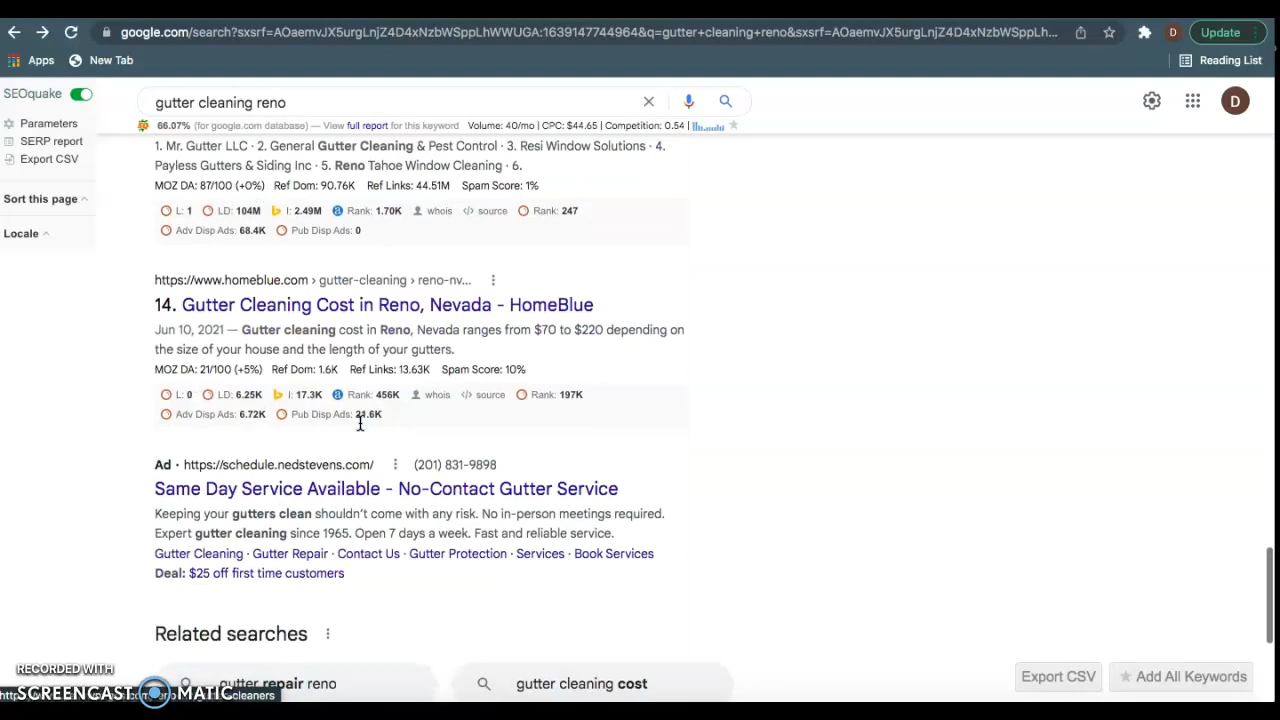 google.com/search?sxsrf=AOaemvJX5urgLnjZ4D4xNzbWSppLhWWUGA:1639147744964&q=gutter+cleaning+reno&sxsrf=AOaemvJX5urgLnjZ4D4xNzbWSppLh...
D
Update
Apps
New Tab
Reading List
SEOquake
gutter cleaning reno
D
Parameters
66.07% (for google.com database) — View full report for this keyword
Volume: 40/mo | CPC: $44.65 | Competition: 0.54 |
SERP report
Export CSV
1. Mr. Gutter LLC · 2. General Gutter Cleaning & Pest Control · 3. Resi Window Solutions · 4.
Payless Gutters & Siding Inc · 5. Reno Tahoe Window Cleaning · 6.
MOZ DA: 87/100 (+0%) Ref Dom: 90.76K Ref Links: 44.51M Spam Score: 1%
Sort this page
L: 1 LD: 104M I: 2.49M Rank: 1.70K whois source Rank: 247
Adv Disp Ads: 68.4K Pub Disp Ads: 0
Locale
https://www.homeblue.com › gutter-cleaning › reno-nv...
14. Gutter Cleaning Cost in Reno, Nevada - HomeBlue
Jun 10, 2021 — Gutter cleaning cost in Reno, Nevada ranges from $70 to $220 depending on
the size of your house and the length of your gutters.
MOZ DA: 21/100 (+5%) Ref Dom: 1.6K Ref Links: 13.63K Spam Score: 10%
L: 0 LD: 6.25K I: 17.3K Rank: 456K whois source Rank: 197K
Adv Disp Ads: 6.72K Pub Disp Ads: 21.6K
Ad · https://schedule.nedstevens.com/ (201) 831-9898
Same Day Service Available - No-Contact Gutter Service
Keeping your gutters clean shouldn't come with any risk. No in-person meetings required.
Expert gutter cleaning since 1965. Open 7 days a week. Fast and reliable service.
Gutter Cleaning · Gutter Repair · Contact Us · Gutter Protection · Services · Book Services
Deal: $25 off first time customers
Related searches
gutter repair reno
gutter cleaning cost
Export CSV
Add All Keywords
RECORDED WITH
SCREENCAST MATIC